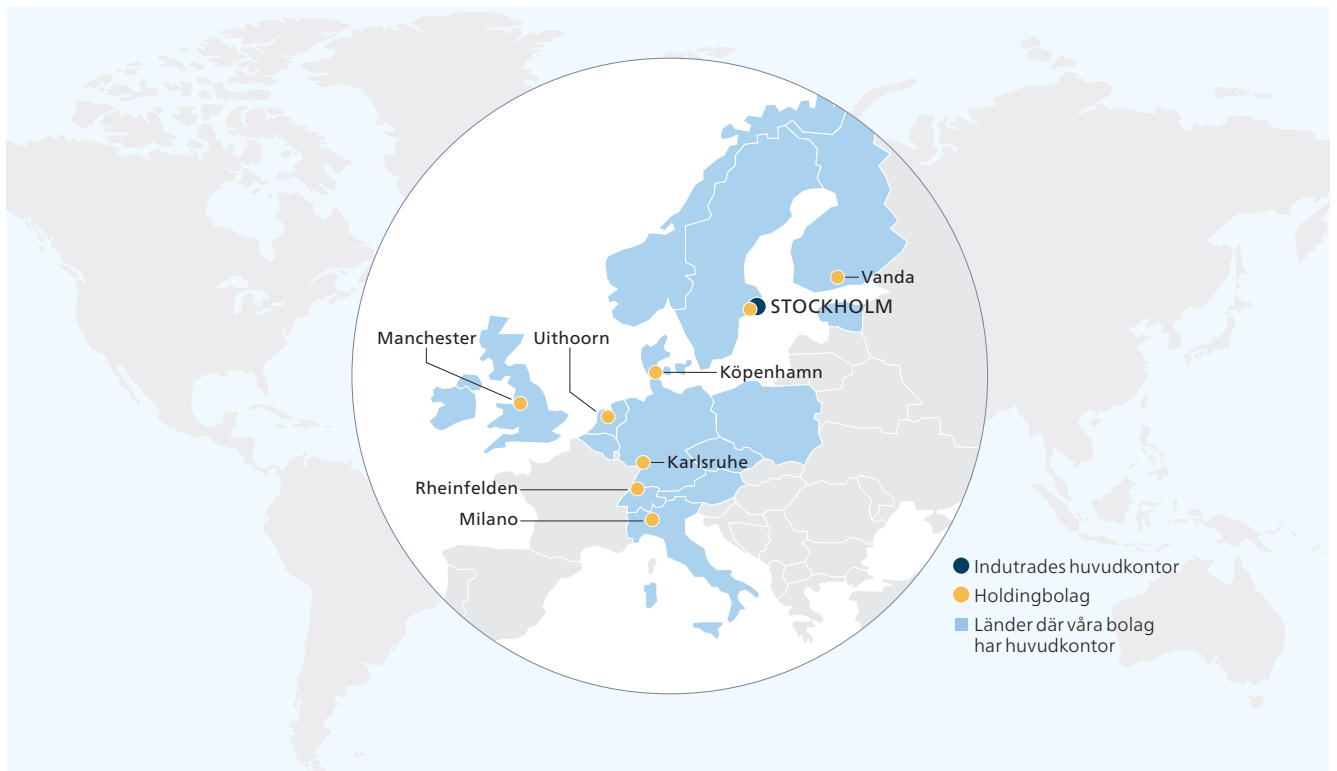 Vanda
STOCKHOLM
Manchester
Uithoorn
Köpenhamn
Karlsruhe
Rheinfelden
Milano
Indutrades huvudkontor
Holdingbolag
Länder där våra bolag
har huvudkontor